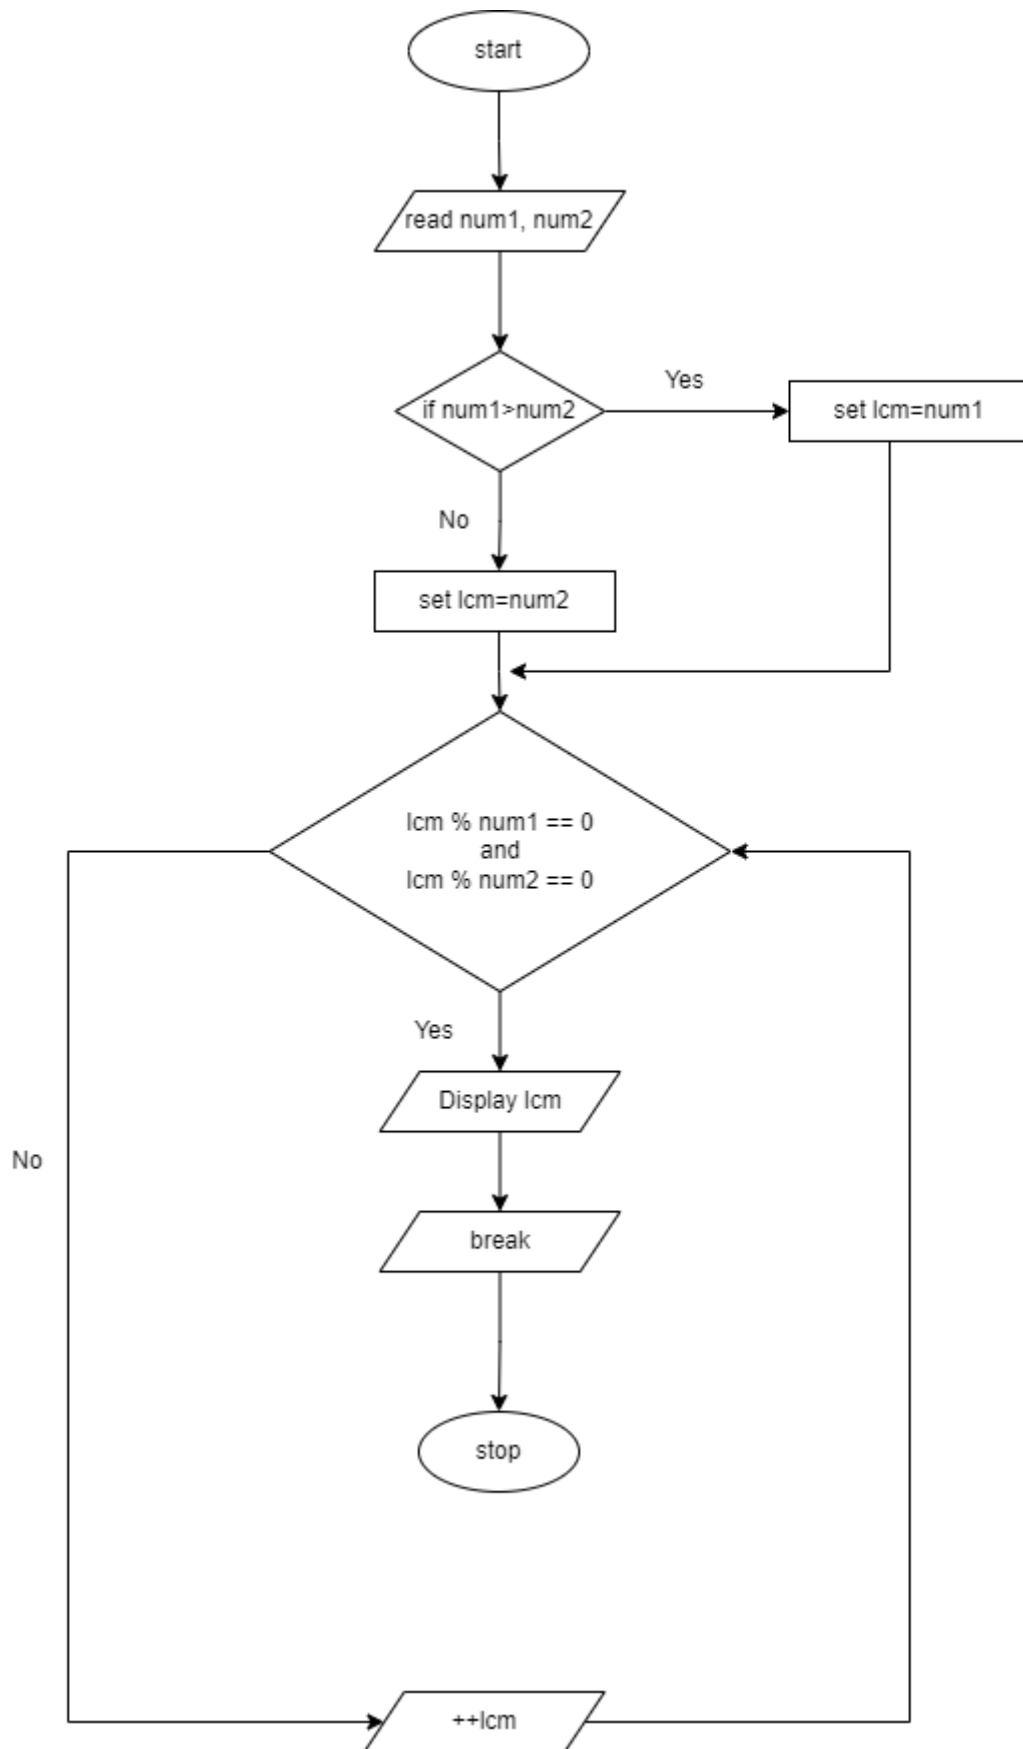 start
read num1, num2
if num1>num2
Yes
set lcm=num1
No
set lcm=num2
lcm % num1 == 0
and
lcm % num2 == 0
Yes
Display lcm
No
break
stop
++lcm